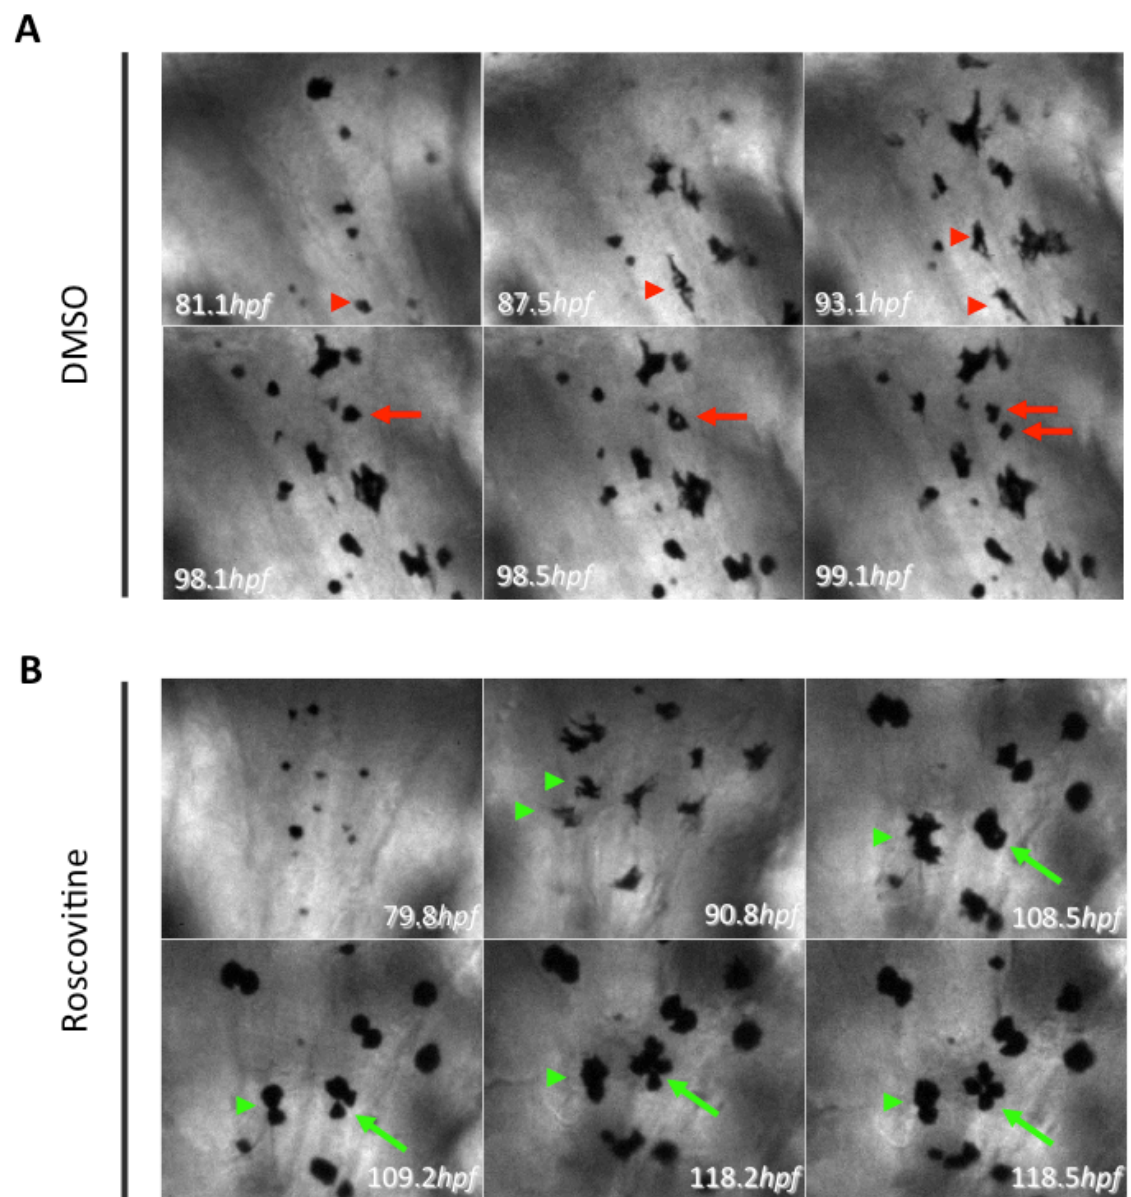 A
DMSO
81.1hpf
87.5hpf
93.1hpf
98.1hpf
98.5hpf
99.1hpf
B
Roscovitine
79.8hpf
90.8hpf
108.5hpf
109.2hpf
118.2hpf
118.5hpf